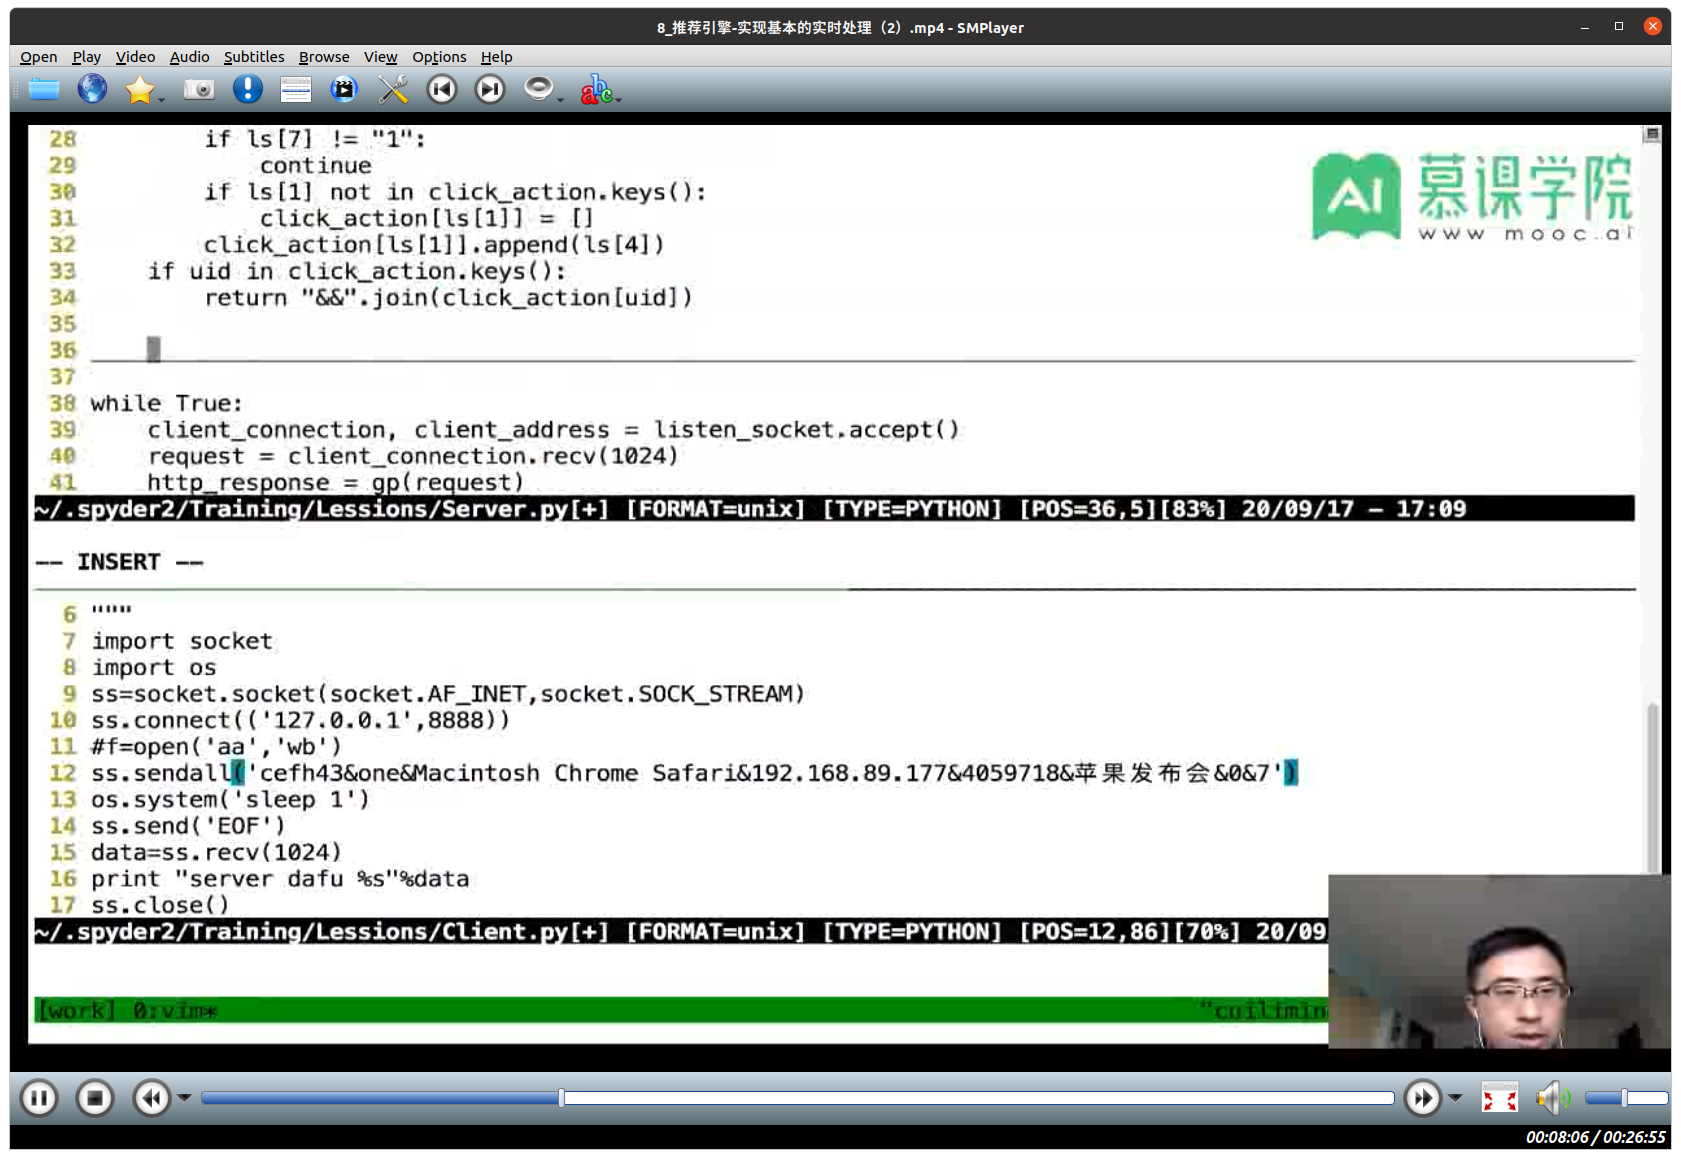 8_推荐引擎-实现基本的实时处理（2）.mp4 - SMPlayer
Open Play Video Audio Subtitles Browse View Options Help
abc
28 if ls[7] != "1":
29 continue
30 if ls[1] not in click_action.keys():
31 click_action[ls[1]] = []
32 click_action[ls[1]].append(ls[4])
33 if uid in click_action.keys():
34 return "&&".join(click_action[uid])
35
36
37
38 while True:
39 client_connection, client_address = listen_socket.accept()
40 request = client_connection.recv(1024)
41 http_response = gp(request)
AI 慕课学院
www.mooc.ai
~/.spyder2/Training/Lessions/Server.py[+] [FORMAT=unix] [TYPE=PYTHON] [POS=36,5][83%] 20/09/17 – 17:09
-- INSERT --
6 """
7 import socket
8 import os
9 ss=socket.socket(socket.AF_INET,socket.SOCK_STREAM)
10 ss.connect(('127.0.0.1',8888))
11 #f=open('aa','wb')
12 ss.sendall('cefh43&one&Macintosh Chrome Safari&192.168.89.177&4059718&苹果发布会&0&7')
13 os.system('sleep 1')
14 ss.send('EOF')
15 data=ss.recv(1024)
16 print "server dafu %s"%data
17 ss.close()
~/.spyder2/Training/Lessions/Client.py[+] [FORMAT=unix] [TYPE=PYTHON] [POS=12,86][70%] 20/09
[work] 0:vim* "cuilimin
00:08:06 / 00:26:55